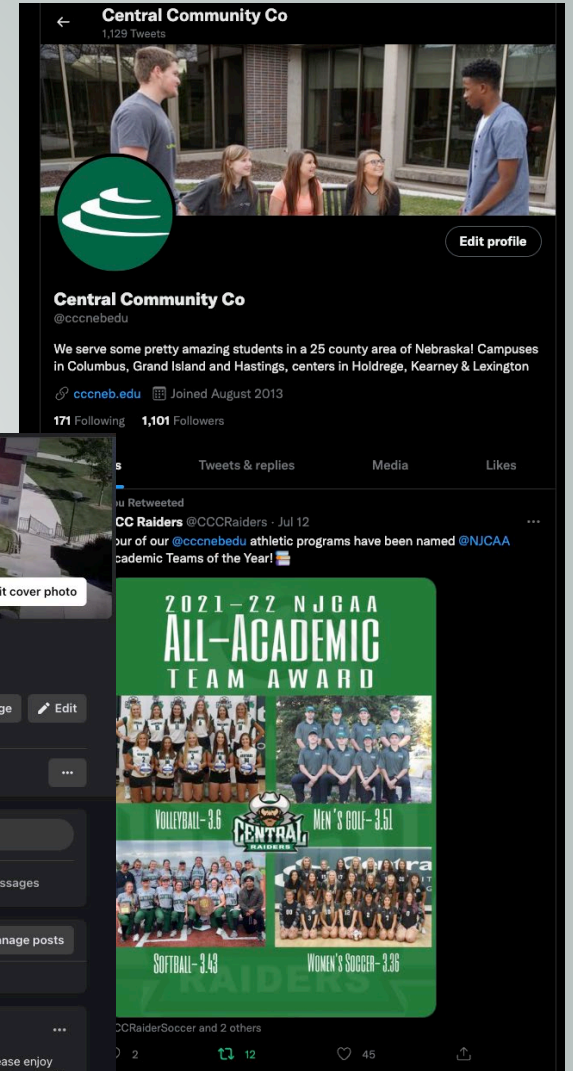 Central Community Co
1,129 Tweets
Edit profile
Central Community Co
@cccnebedu
We serve some pretty amazing students in a 25 county area of Nebraska! Campuses
in Columbus, Grand Island and Hastings, centers in Holdrege, Kearney & Lexington
cccneb.edu Joined August 2013
171 Following 1,101 Followers
s Tweets & replies Media Likes
ou Retweeted
CC Raiders @CCCRaiders · Jul 12
our of our @cccnebedu athletic programs have been named @NJCAA
cademic Teams of the Year!
2021-22 NJCAA
ALL-ACADEMIC
TEAM AWARD
VOLLEYBALL- 3.6 MEN'S GOLF- 3.51
CENTRAL
RAIDERS
SOFTBALL- 3.43 WOMEN'S SOCCER- 3.36
RAIDERS
CCRaiderSoccer and 2 others
2 12 45
it cover photo
ge Edit
ssages
anage posts
ease enjoy